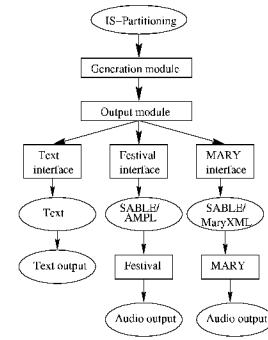 IS-Partitioning
Generation module
Output module
Text
interface
Festival
interface
MARY
interface
Text
SABLE/
AMPL
SABLE/
MaryXML
Text output
Festival
MARY
Audio output
Audio output